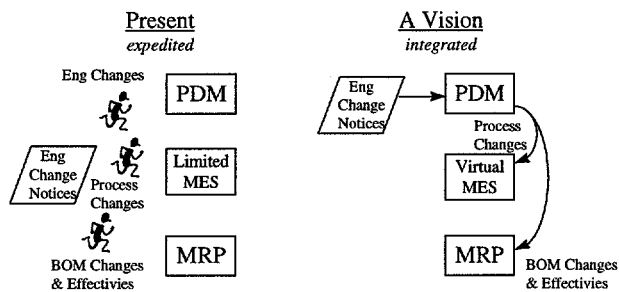 Present
expedited
Eng Changes
PDM
Eng
Change
Notices
Limited
MES
Process
Changes
MRP
BOM Changes
& Effectivies
A Vision
integrated
Eng
Change
Notices
PDM
Process
Changes
Virtual
MES
MRP
BOM Changes
& Effectivies